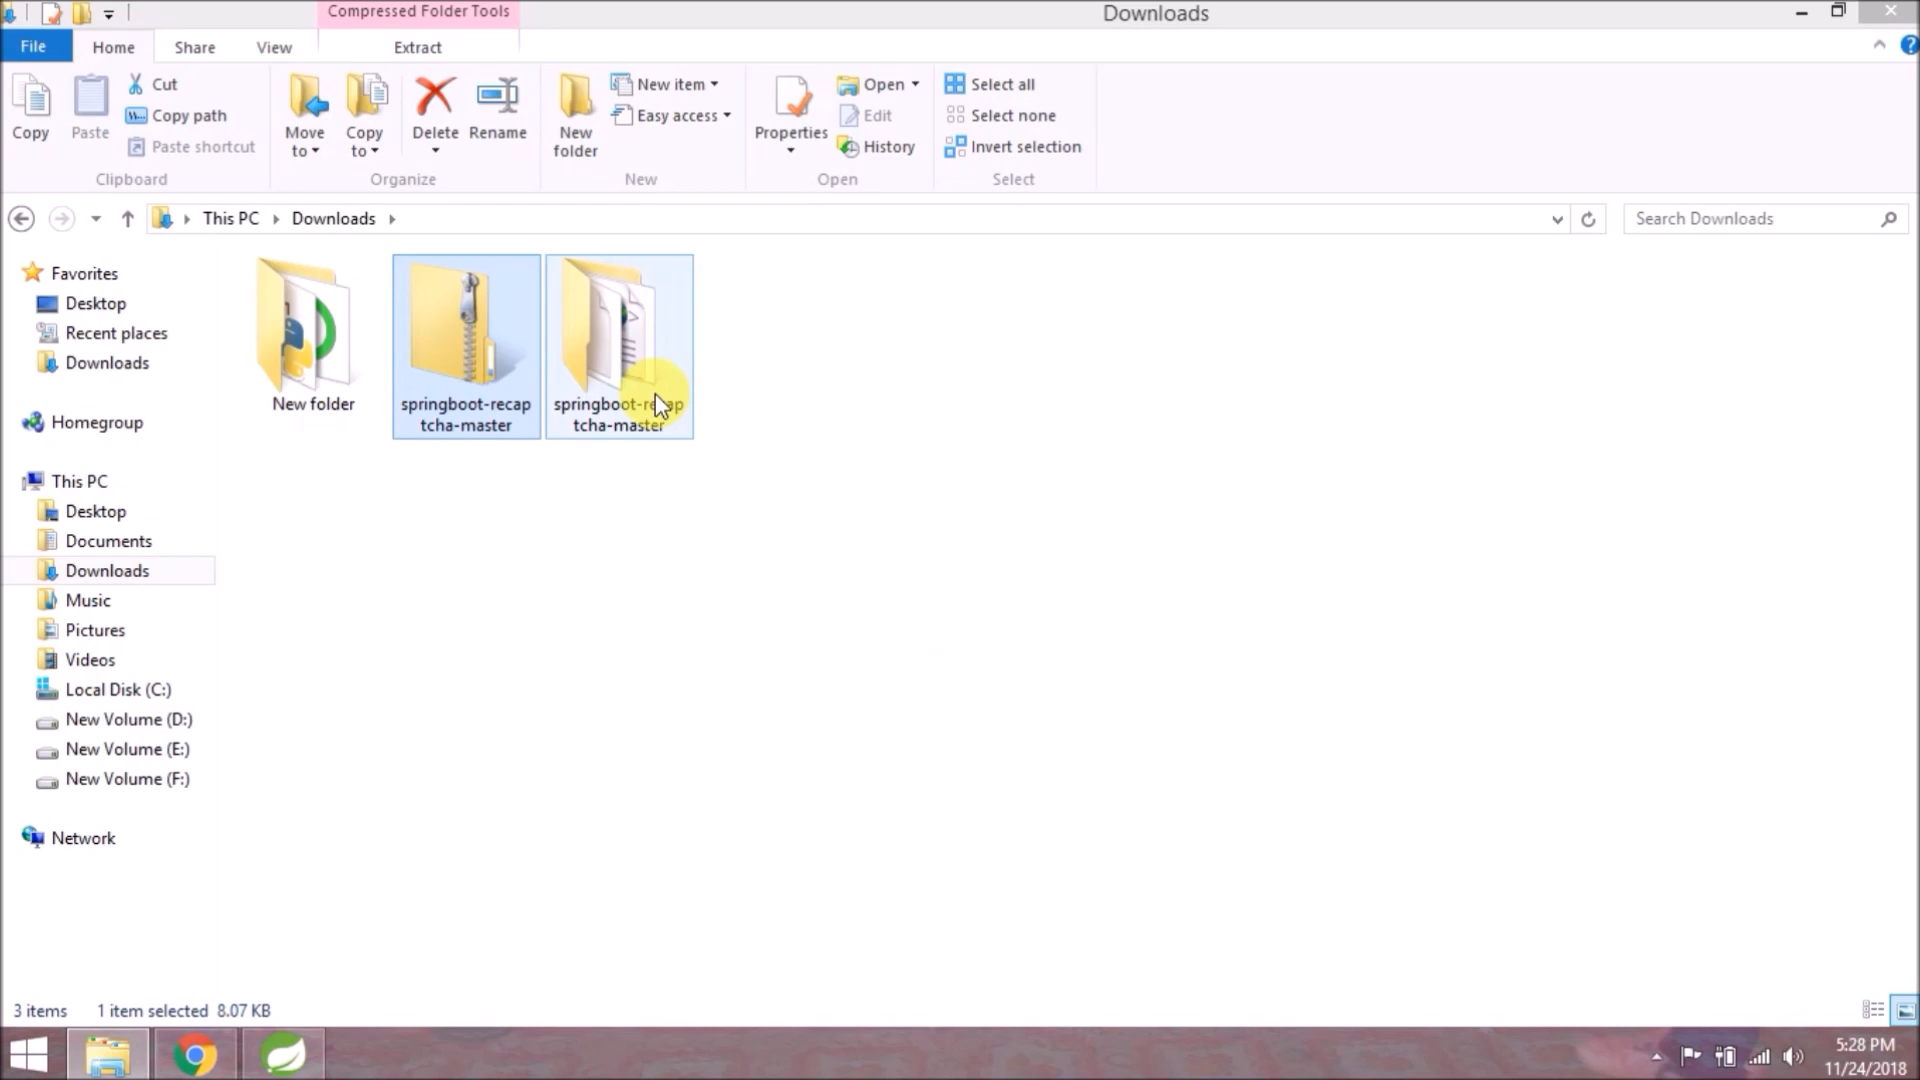 Compressed Folder Tools
Downloads
File
Home
Share
View
Extract
Copy
Paste
Cut
Copy path
Paste shortcut
Clipboard
Move to
Copy to
Delete
Rename
Organize
New folder
New item
Easy access
New
Properties
Open
Edit
History
Open
Select all
Select none
Invert selection
Select
This PC
Downloads
Search Downloads
Favorites
Desktop
Recent places
Downloads
Homegroup
This PC
Desktop
Documents
Downloads
Music
Pictures
Videos
Local Disk (C:)
New Volume (D:)
New Volume (E:)
New Volume (F:)
Network
New folder
springboot-recap
tcha-master
springboot-recap
tcha-master
3 items
1 item selected 8.07 KB
5:28 PM
11/24/2018